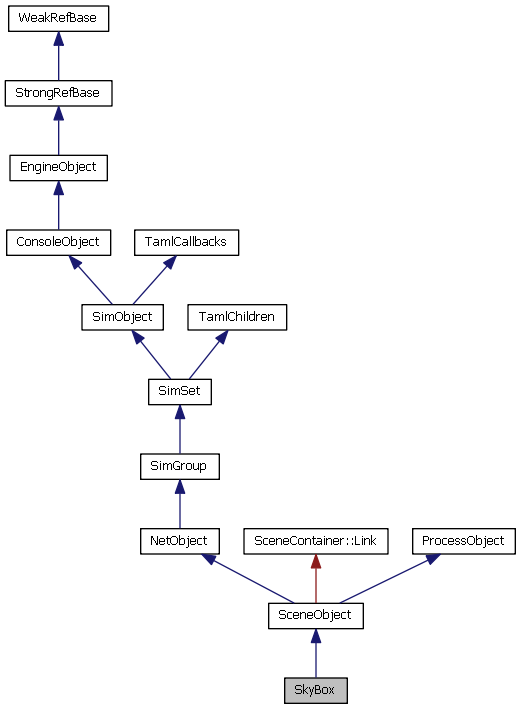 WeakRefBase
StrongRefBase
EngineObject
ConsoleObject
TamlCallbacks
SimObject
TamlChildren
SimSet
SimGroup
NetObject
SceneContainer::Link
ProcessObject
SceneObject
SkyBox